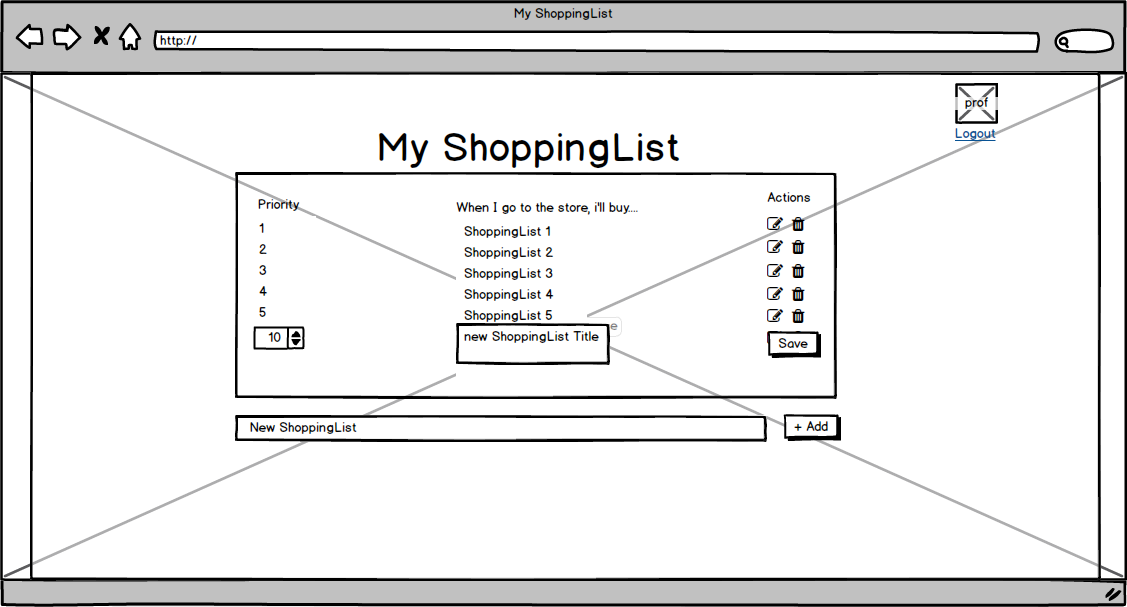 My ShoppingList
http://
prof
Logout
My ShoppingList
Priority
When I go to the store, i'll buy....
Actions
1
ShoppingList 1
2
ShoppingList 2
3
ShoppingList 3
4
ShoppingList 4
5
ShoppingList 5
10
new ShoppingList Title
Save
New ShoppingList
+ Add